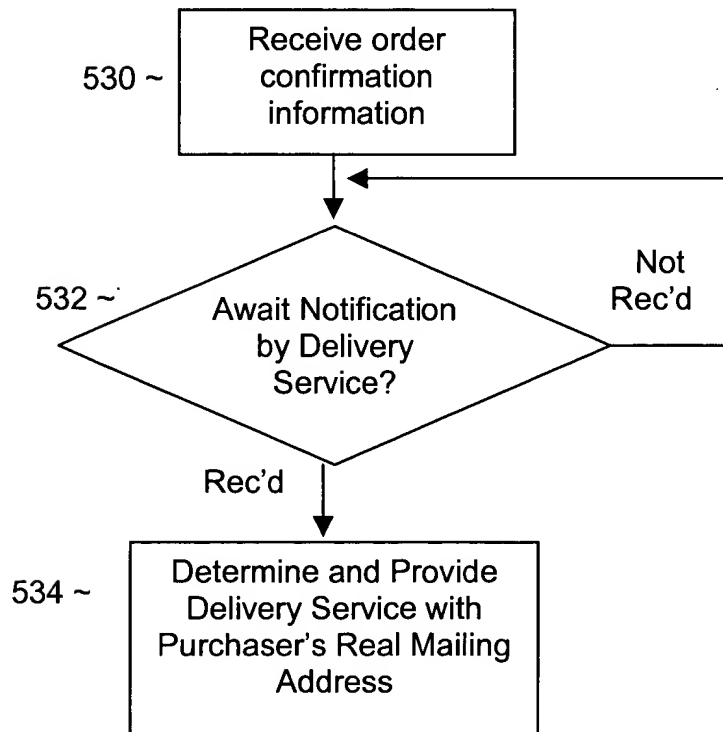 Receive order
confirmation
information
530 ~
532 ~
Await Notification
by Delivery
Service?
Not
Rec'd
Rec'd
534 ~
Determine and Provide
Delivery Service with
Purchaser's Real Mailing
Address